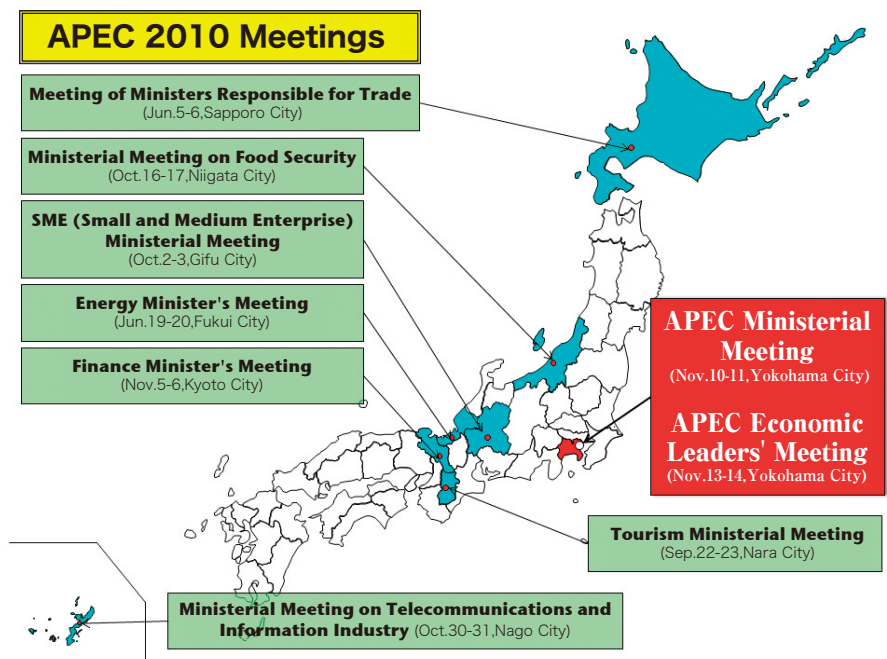 APEC 2010 Meetings
Meeting of Ministers Responsible for Trade
(Jun.5-6,Sapporo City)
Ministerial Meeting on Food Security
(Oct.16-17,Niigata City)
SME (Small and Medium Enterprise)
Ministerial Meeting
(Oct.2-3,Gifu City)
Energy Minister's Meeting
(Jun.19-20,Fukui City)
Finance Minister's Meeting
(Nov.5-6,Kyoto City)
APEC Ministerial
Meeting
(Nov.10-11,Yokohama City)
APEC Economic
Leaders' Meeting
(Nov.13-14,Yokohama City)
Tourism Ministerial Meeting
(Sep.22-23,Nara City)
Ministerial Meeting on Telecommunications and
Information Industry (Oct.30-31,Nago City)